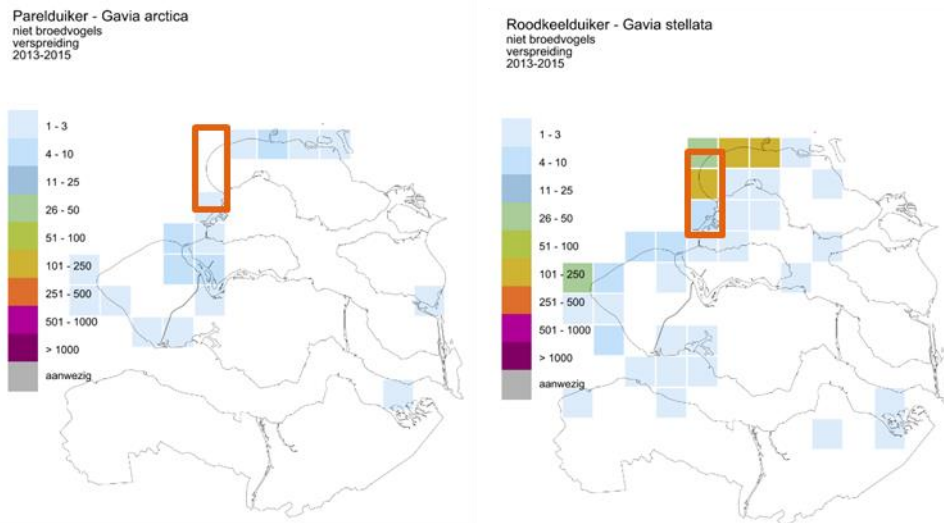 Parelduiker - Gavia arctica
niet broedvogels
verspreiding
2013-2015
1 - 3
4 - 10
11 - 25
26 - 50
51 - 100
101 - 250
251 - 500
501 - 1000
> 1000
aanwezig
Roodkeelduiker - Gavia stellata
niet broedvogels
verspreiding
2013-2015
1 - 3
4 - 10
11 - 25
26 - 50
51 - 100
101 - 250
251 - 500
501 - 1000
> 1000
aanwezig